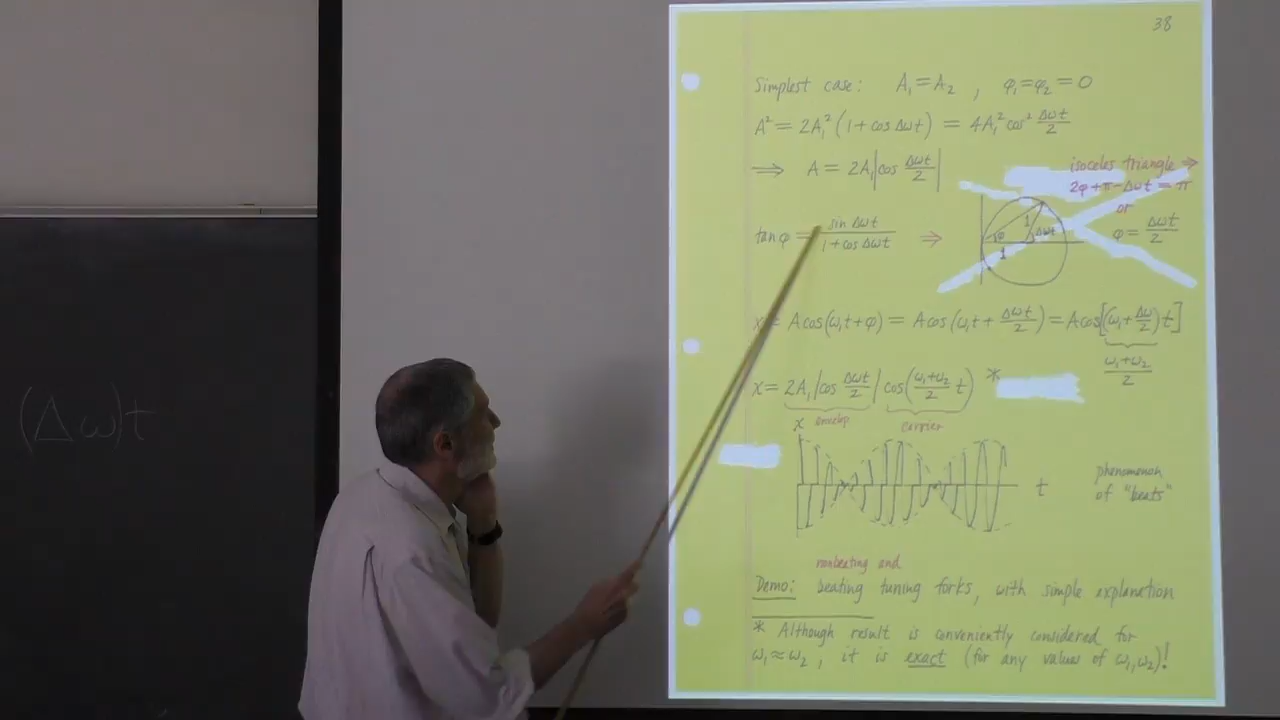 38
Simplest case: A₁=A₂ , φ₁=φ₂=0
A² = 2A₁²(1+cos Δωt) = 4A₁² cos² Δωt/2
⟹ A = 2A₁|cos Δωt/2|
isoceles triangle ⇒
2φ+π-Δωt = π
or
φ = Δωt/2
tan φ = sin Δωt / 1+cos Δωt ⇒
1
φ
Δωt
1
x = A cos(ω₁t+φ) = A cos(ω₁t + Δωt/2) = A cos[(ω₁+Δω/2)t]
ω₁+ω₂/2
x = 2A₁|cos Δωt/2| cos(ω₁+ω₂/2 t) *
envelop
carrier
x
t
phenomenon
of "beats"
nonbeating and
Demo: beating tuning forks, with simple explanation
* Although result is conveniently considered for
ω₁≈ω₂, it is exact (for any value of ω₁,ω₂)!
(Δω)t